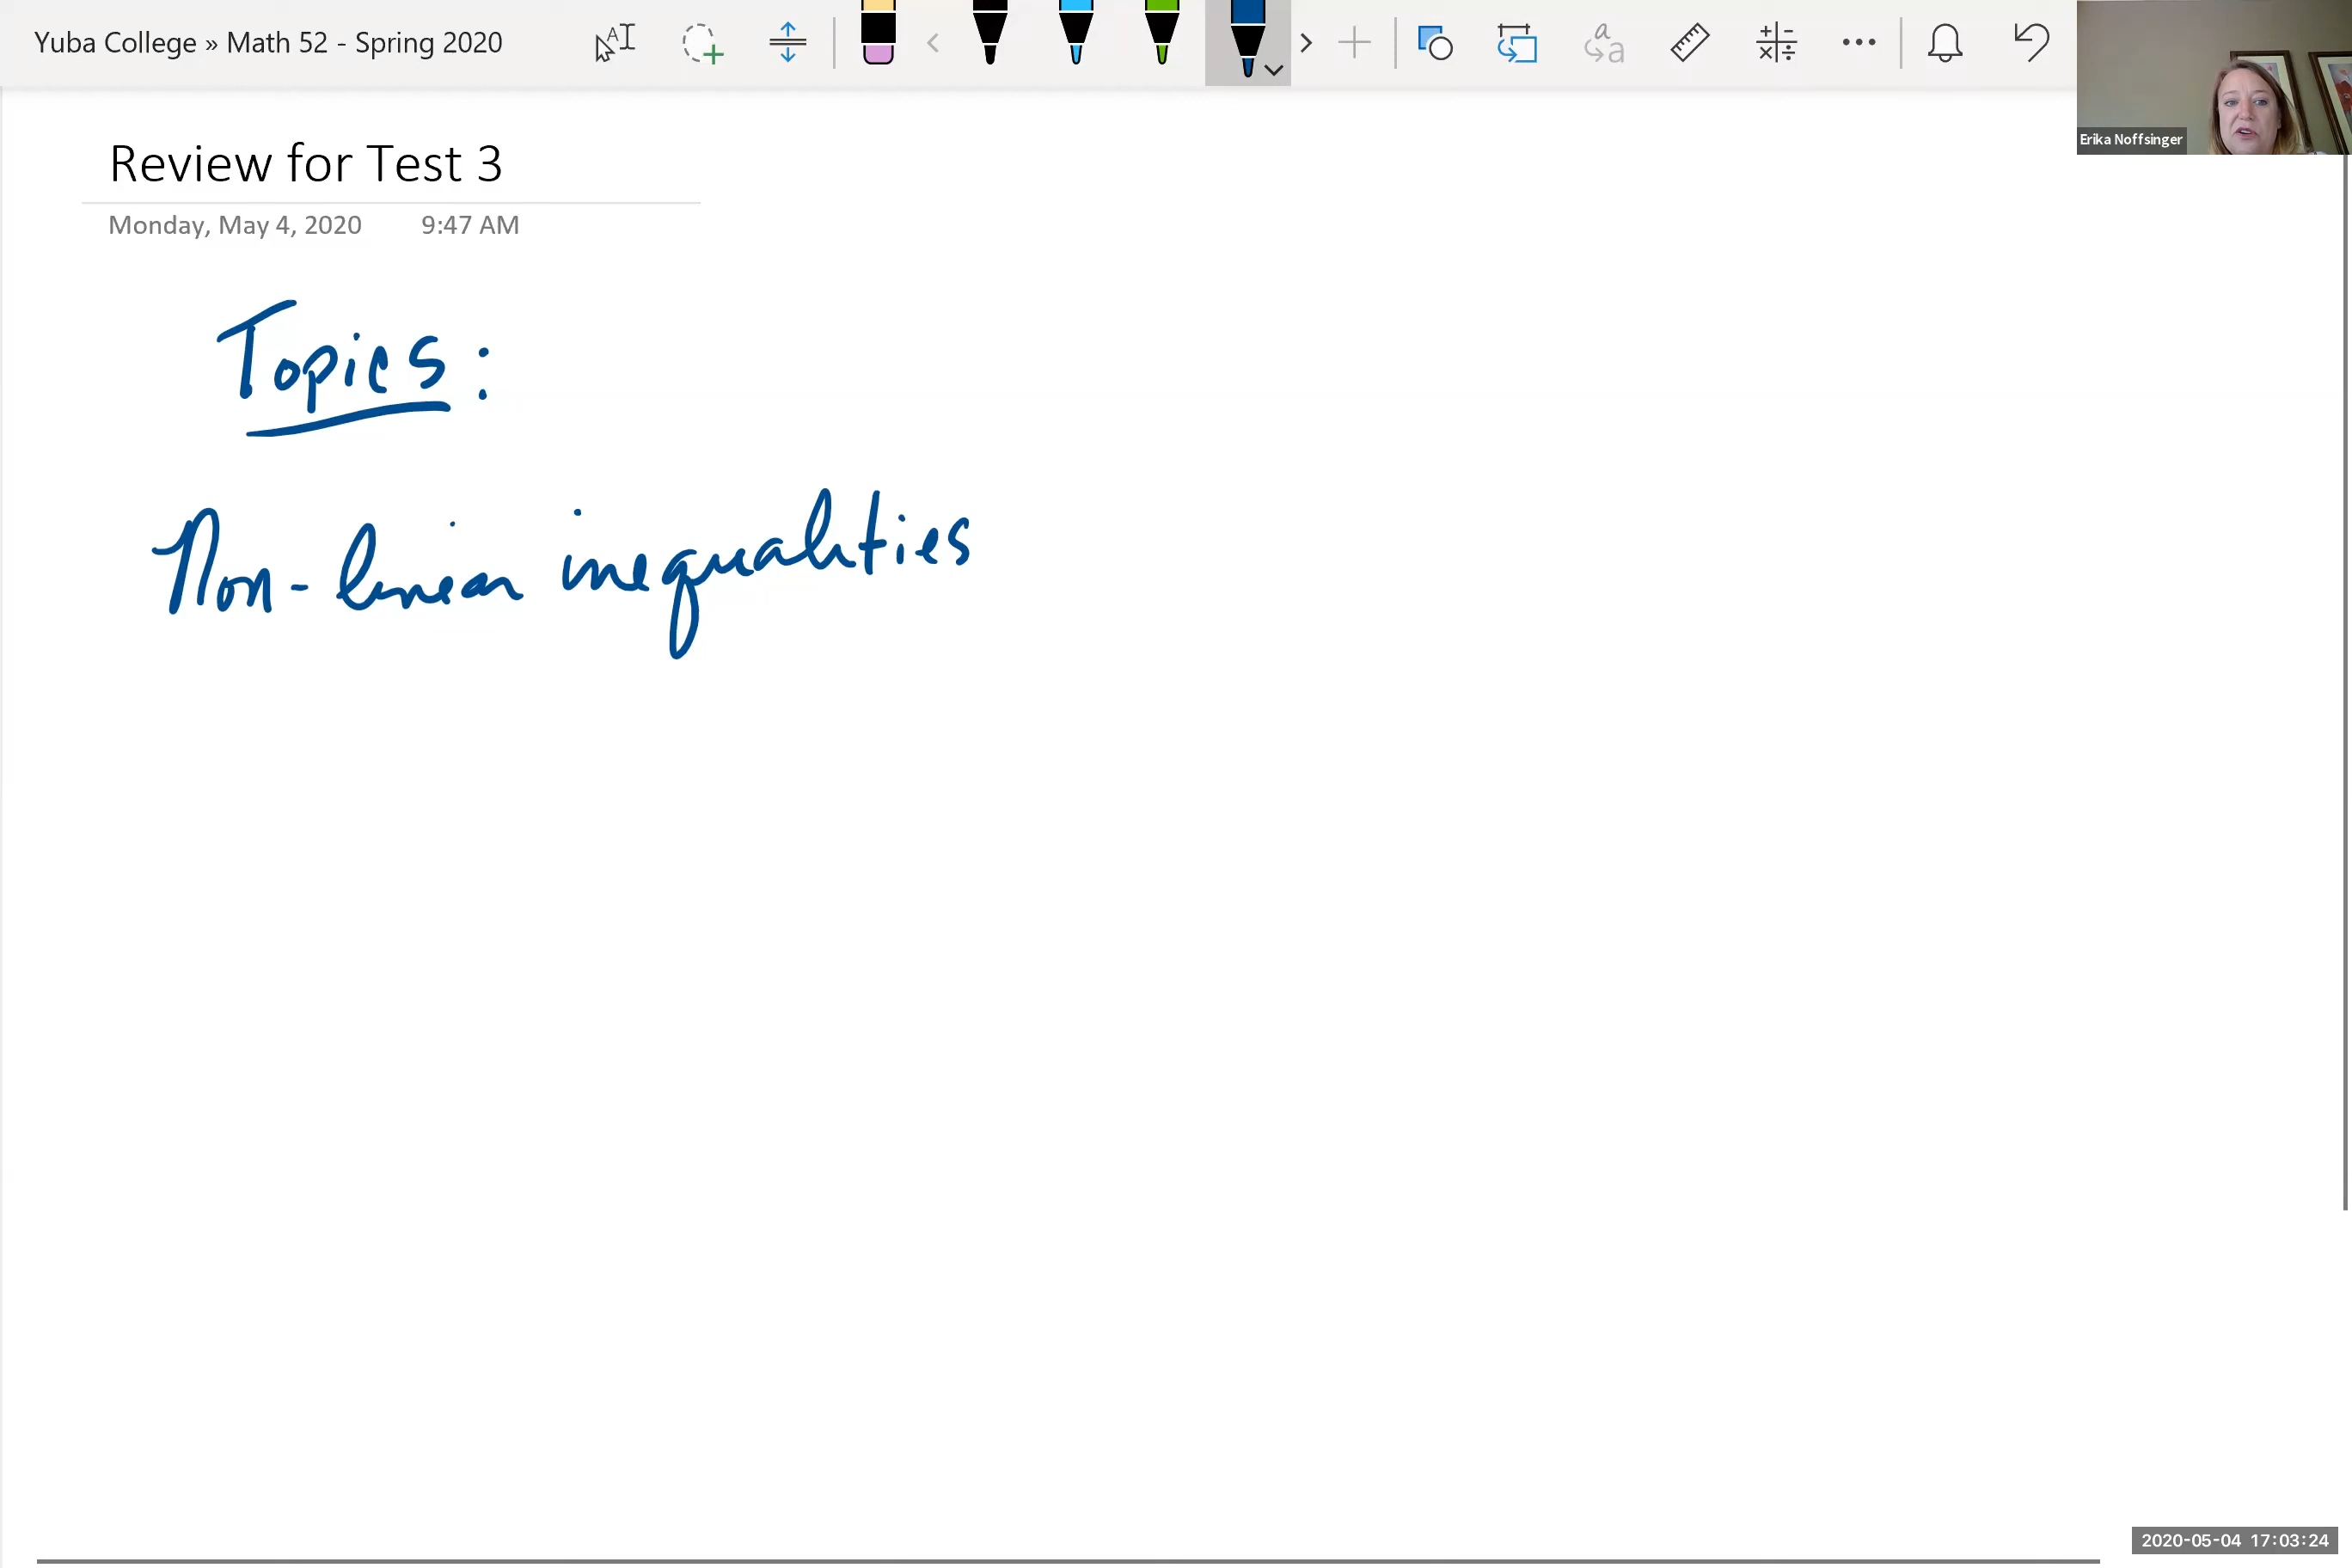 Yuba College » Math 52 - Spring 2020
Erika Noffsinger
Review for Test 3
Monday, May 4, 2020 9:47 AM
Topics:
Non-linear inequalities
2020-05-04 17:03:24